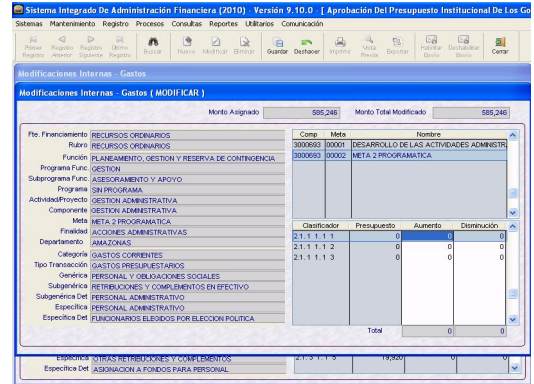 Sistema Integrado De Administración Financiera (2010) - Versión 9.10.0 - [ Aprobación Del Presupuesto Institucional De Los Go
Sistemas Mantenimiento Registro Procesos Consultas Reportes Utilitarios Comunicación
Primer Registro Registro Anterior Registro Siguiente Último Registro Buscar Nuevo Modificar Eliminar Guardar Deshacer Imprimir Vista Previa Exportar Habilitar Envío Deshabilitar Envío Cerrar
Modificaciones Internas - Gastos
Modificaciones Internas - Gastos ( MODIFICAR )
Monto Asignado 585,246 Monto Total Modificado 585,246
Fte. Financiamiento RECURSOS ORDINARIOS
Rubro RECURSOS ORDINARIOS
Función PLANEAMIENTO, GESTION Y RESERVA DE CONTINGENCIA
Programa Func. GESTION
Subprograma Func. ASESORAMIENTO Y APOYO
Programa SIN PROGRAMA
Actividad/Proyecto GESTION ADMINISTRATIVA
Componente GESTION ADMINISTRATIVA
Meta META 2 PROGRAMATICA
Finalidad ACCIONES ADMINISTRATIVAS
Departamento AMAZONAS
Categoría GASTOS CORRIENTES
Tipo Transacción GASTOS PRESUPUESTARIOS
Genérica PERSONAL Y OBLIGACIONES SOCIALES
Subgenérica RETRIBUCIONES Y COMPLEMENTOS EN EFECTIVO
Subgenérica Det PERSONAL ADMINISTRATIVO
Específica PERSONAL ADMINISTRATIVO
Específica Det FUNCIONARIOS ELEGIDOS POR ELECCION POLITICA
Comp Meta Nombre
3000693 00001 DESARROLLO DE LAS ACTIVIDADES ADMINISTR
3000693 00002 META 2 PROGRAMATICA
Clasificador Presupuesto Aumento Disminución
2.1.1 1.1 1 0 0 0
2.1.1 1.1 2 0 0 0
2.1.1 1.1 3 0 0 0
Total 0 0
Específica OTRAS RETRIBUCIONES Y COMPLEMENTOS
Específica Det ASIGNACION A FONDOS PARA PERSONAL
2.1.3 1.1 5 19,920 0 0